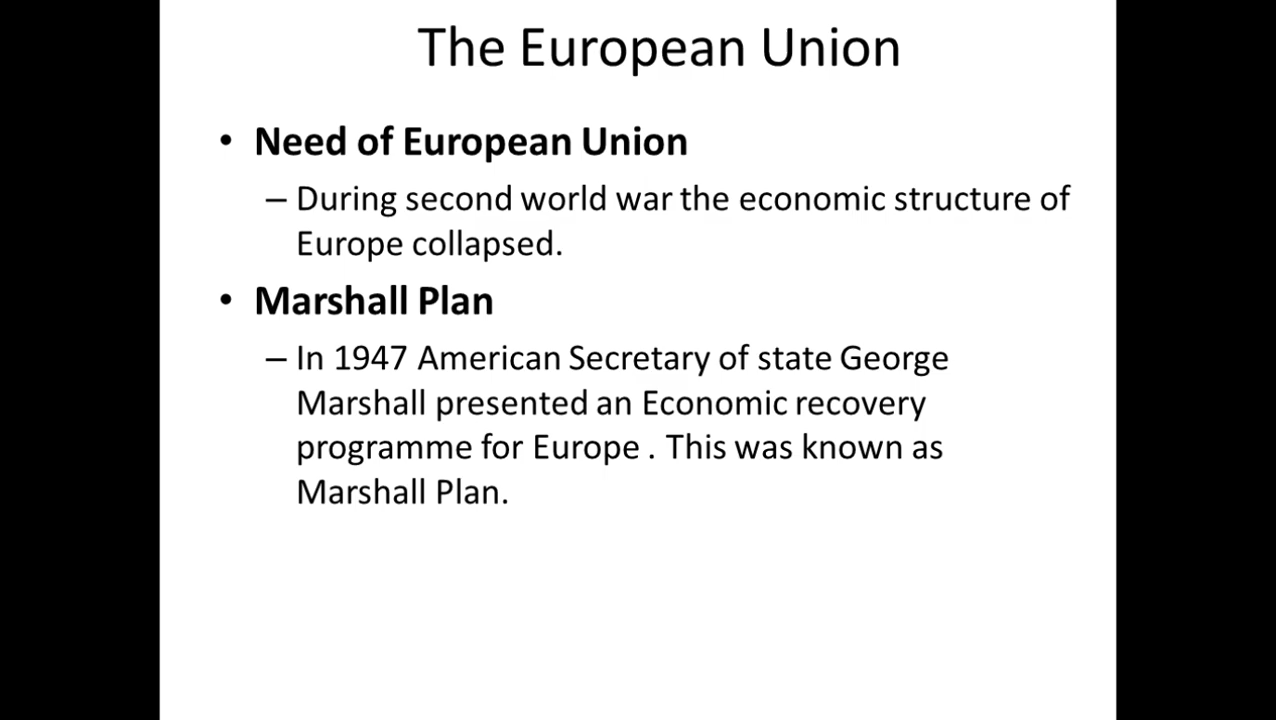 The European Union
• Need of European Union
– During second world war the economic structure of
Europe collapsed.
• Marshall Plan
– In 1947 American Secretary of state George
Marshall presented an Economic recovery
programme for Europe . This was known as
Marshall Plan.